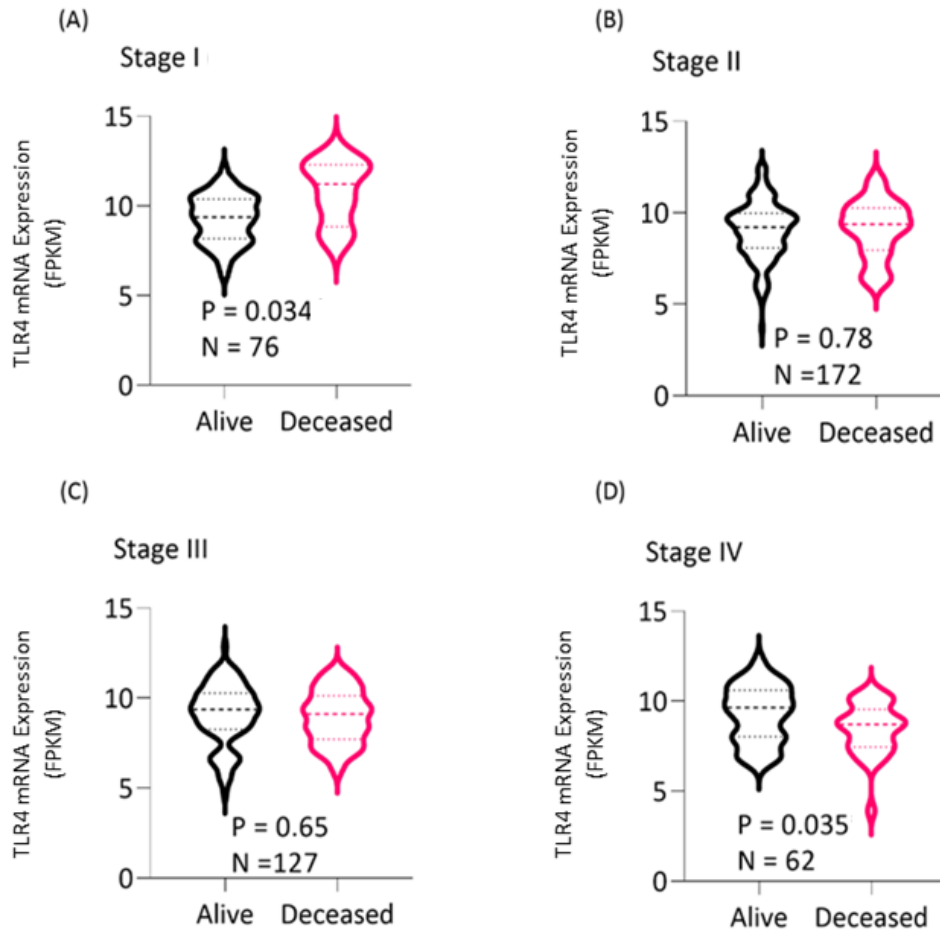 (A)
Stage I
TLR4 mRNA Expression
(FPKM)
15
10
5
0
P = 0.034
N = 76
Alive
Deceased
(B)
Stage II
TLR4 mRNA Expression
(FPKM)
15
10
5
0
P = 0.78
N =172
Alive
Deceased
(C)
Stage III
TLR4 mRNA Expression
(FPKM)
15
10
5
0
P = 0.65
N =127
Alive
Deceased
(D)
Stage IV
TLR4 mRNA Expression
(FPKM)
15
10
5
0
P = 0.035
N = 62
Alive
Deceased